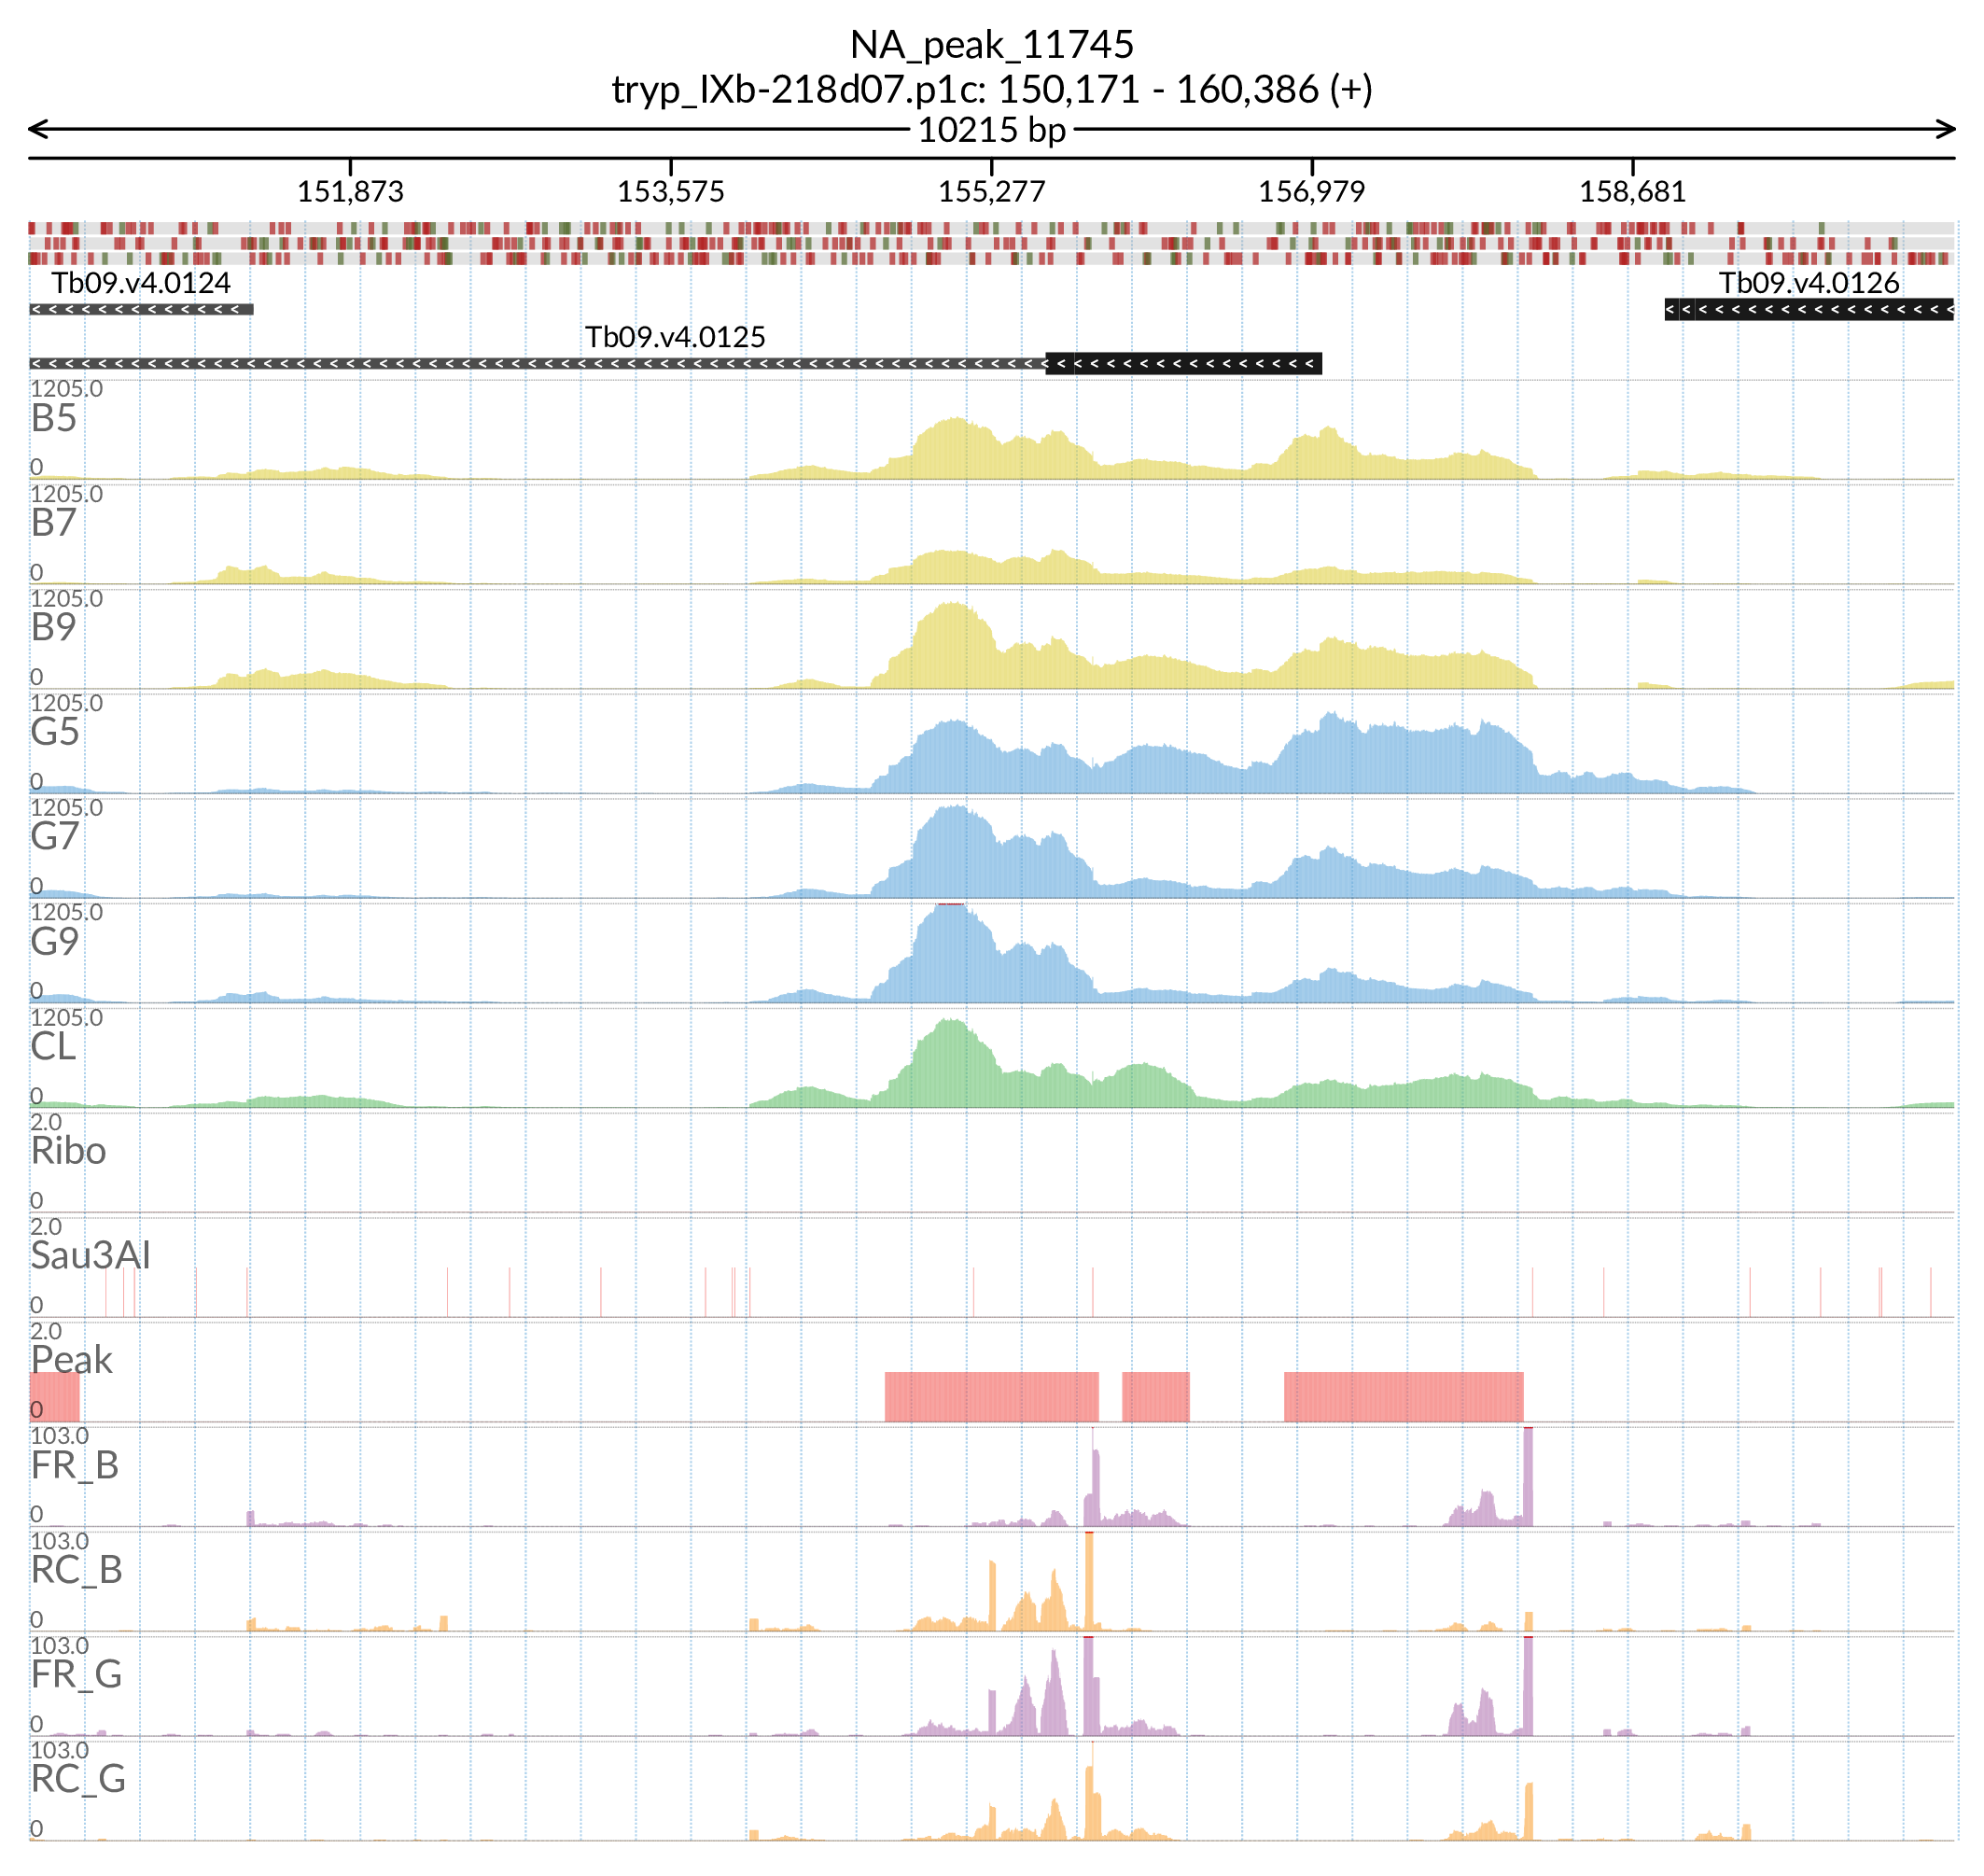 NA_peak_11745
tryp_IXb-218d07.p1c: 150,171 - 160,386 (+)
10215 bp
151,873 153,575 155,277 156,979 158,681
Tb09.v4.0124 Tb09.v4.0126
Tb09.v4.0125
1205.0
B5
0
1205.0
B7
0
1205.0
B9
0
1205.0
G5
0
1205.0
G7
0
1205.0
G9
0
1205.0
CL
0
2.0
Ribo
0
2.0
Sau3AI
0
2.0
Peak
0
103.0
FR_B
0
103.0
RC_B
0
103.0
FR_G
0
103.0
RC_G
0